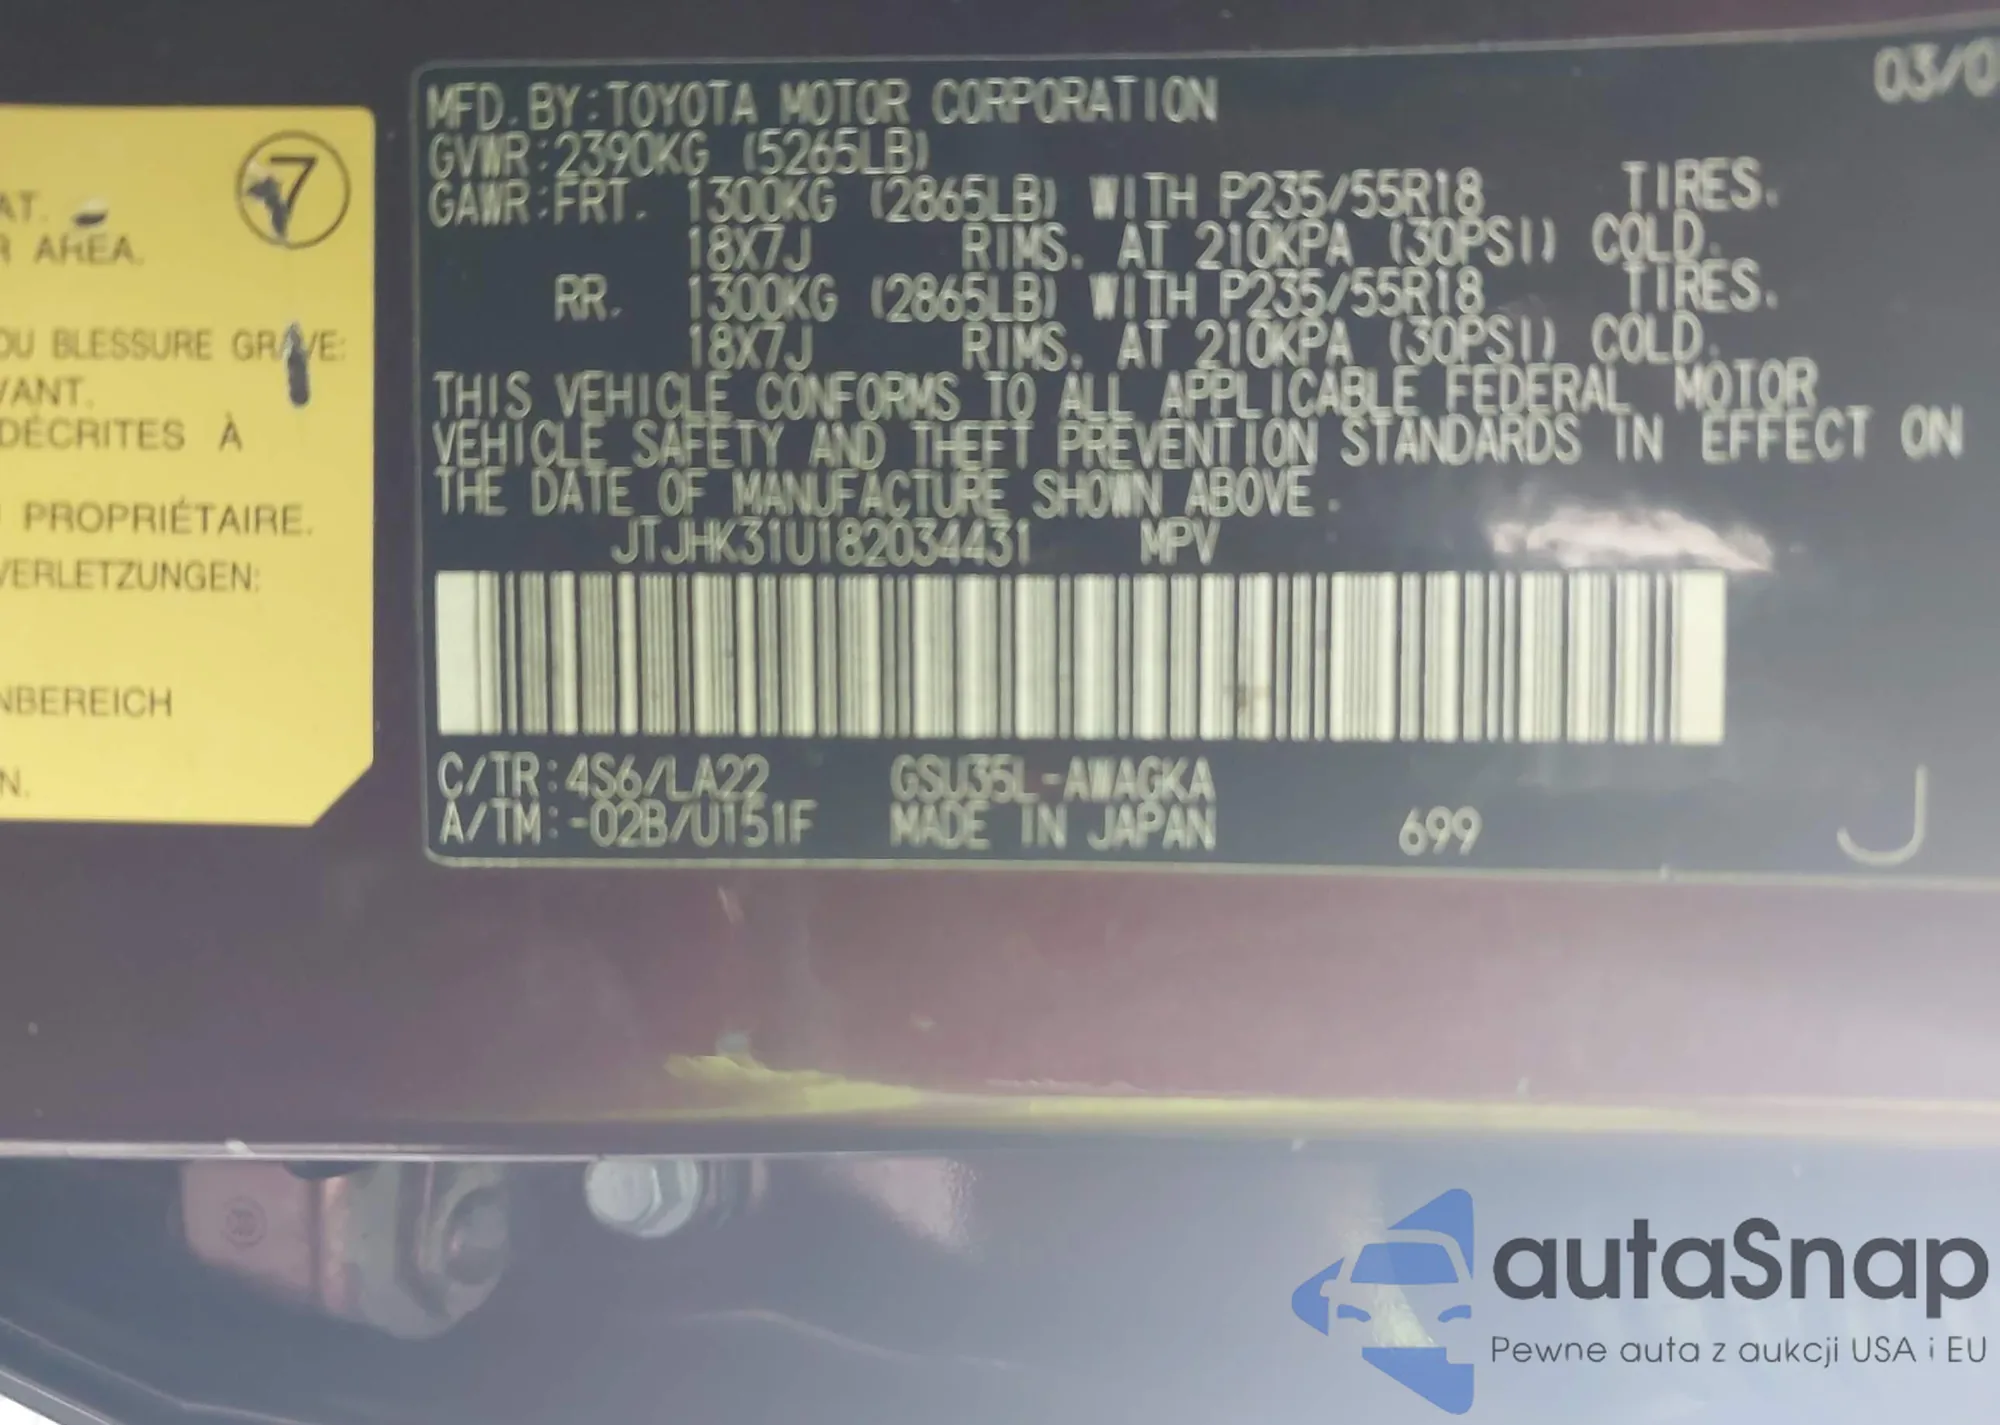 AT.
R AREA.
7
OU BLESSURE GRAVE:
VANT.
DÉCRITES À
PROPRIÉTAIRE.
VERLETZUNGEN:
NBEREICH
N.
03/0
MFD. BY: TOYOTA MOTOR CORPORATION
GVWR: 2390KG (5265LB)
GAWR: FRT. 1300KG (2865LB) WITH P235/55R18 TIRES.
18X7J RIMS. AT 210KPA (30PSI) COLD.
RR. 1300KG (2865LB) WITH P235/55R18 TIRES.
18X7J RIMS. AT 210KPA (30PSI) COLD.
THIS VEHICLE CONFORMS TO ALL APPLICABLE FEDERAL MOTOR
VEHICLE SAFETY AND THEFT PREVENTION STANDARDS IN EFFECT ON
THE DATE OF MANUFACTURE SHOWN ABOVE.
JTJHK31U182034431 MPV
C/TR: 4S6/LA22 GSU35L-AWAGKA
A/TM: -02B/U151F MADE IN JAPAN 699 J
autaSnap
Pewne auta z aukcji USA i EU